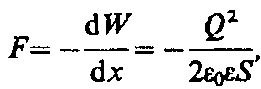 F = − dW/dx = − Q²/2ε₀εS,